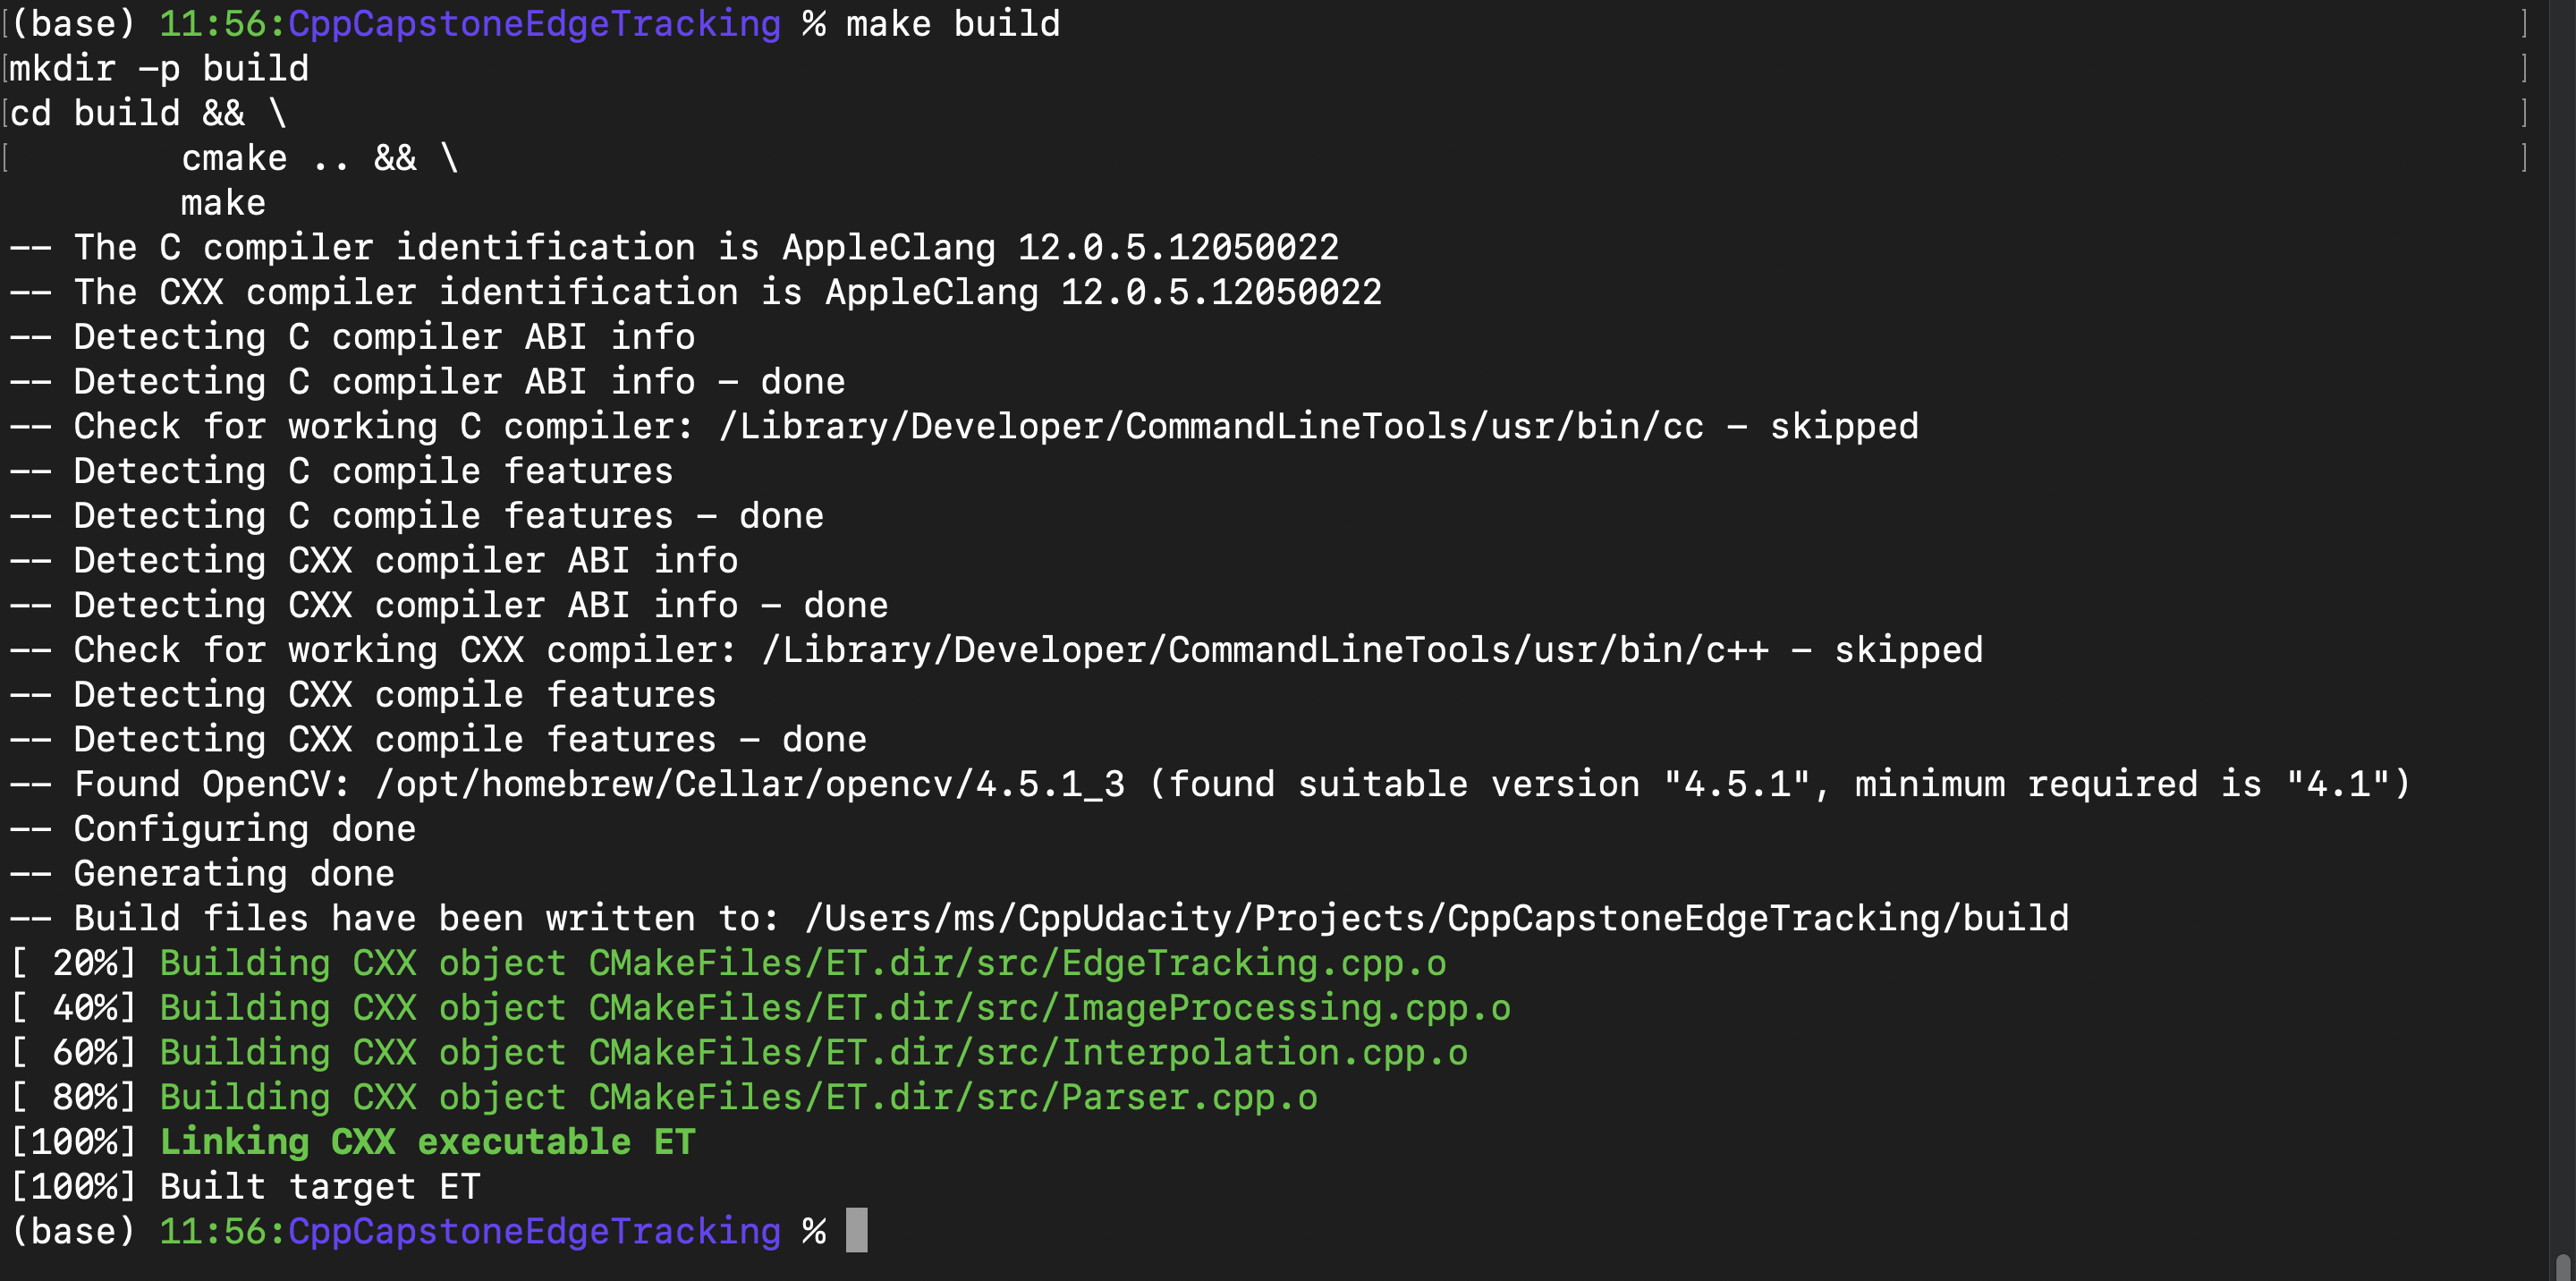 (base) 11:56:CppCapstoneEdgeTracking % make build
mkdir -p build
cd build && \
        cmake .. && \
        make
-- The C compiler identification is AppleClang 12.0.5.12050022
-- The CXX compiler identification is AppleClang 12.0.5.12050022
-- Detecting C compiler ABI info
-- Detecting C compiler ABI info - done
-- Check for working C compiler: /Library/Developer/CommandLineTools/usr/bin/cc - skipped
-- Detecting C compile features
-- Detecting C compile features - done
-- Detecting CXX compiler ABI info
-- Detecting CXX compiler ABI info - done
-- Check for working CXX compiler: /Library/Developer/CommandLineTools/usr/bin/c++ - skipped
-- Detecting CXX compile features
-- Detecting CXX compile features - done
-- Found OpenCV: /opt/homebrew/Cellar/opencv/4.5.1_3 (found suitable version "4.5.1", minimum required is "4.1")
-- Configuring done
-- Generating done
-- Build files have been written to: /Users/ms/CppUdacity/Projects/CppCapstoneEdgeTracking/build
[ 20%] Building CXX object CMakeFiles/ET.dir/src/EdgeTracking.cpp.o
[ 40%] Building CXX object CMakeFiles/ET.dir/src/ImageProcessing.cpp.o
[ 60%] Building CXX object CMakeFiles/ET.dir/src/Interpolation.cpp.o
[ 80%] Building CXX object CMakeFiles/ET.dir/src/Parser.cpp.o
[100%] Linking CXX executable ET
[100%] Built target ET
(base) 11:56:CppCapstoneEdgeTracking %